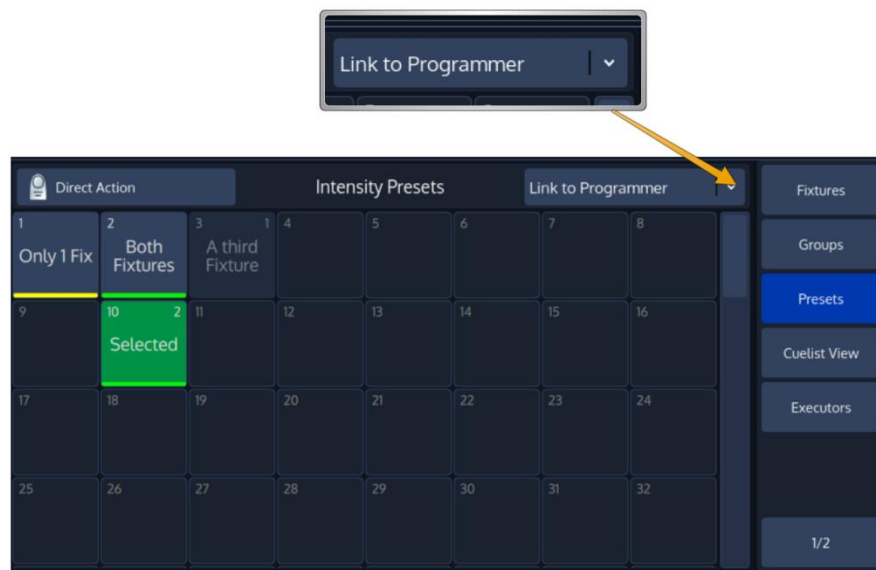 Link to Programmer
Direct Action
Intensity Presets
Link to Programmer
Fixtures
1
Only 1 Fix
2
Both
Fixtures
3 1
A third
Fixture
4
5
6
7
8
Groups
Presets
9
10 2
Selected
11
12
13
14
15
16
Cuelist View
17
18
19
20
21
22
23
24
Executors
25
26
27
28
29
30
31
32
1/2